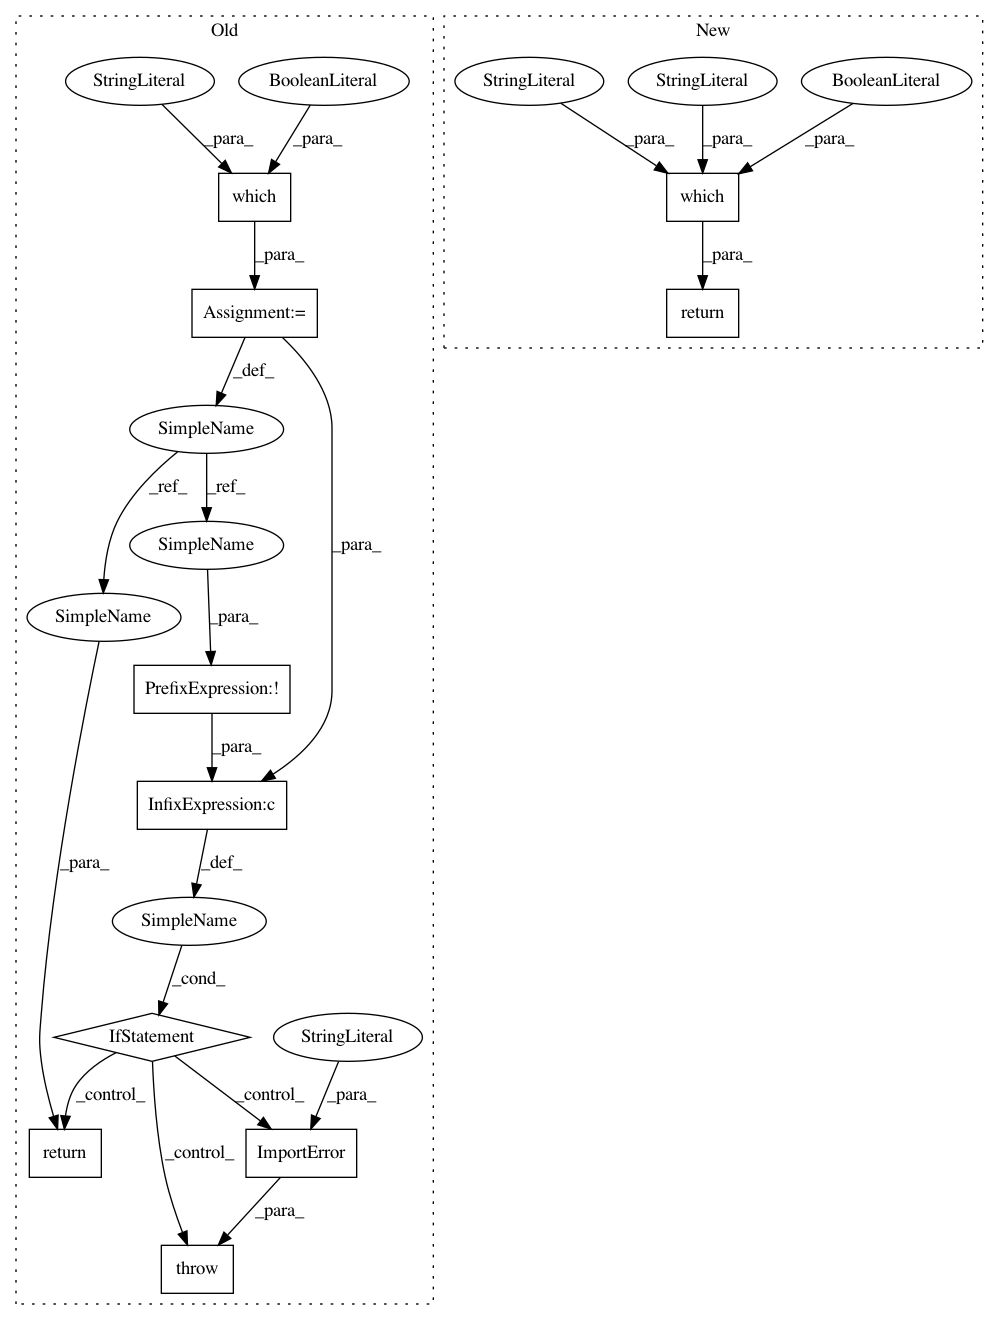 Old
New
StringLiteral
BooleanLiteral
StringLiteral
StringLiteral
BooleanLiteral
_para_
_para_
_para_
_para_
_para_
which
which
_para_
_para_
Assignment:=
return
_def_
SimpleName
_ref_
_ref_
SimpleName
_para_
SimpleName
_para_
PrefixExpression:!
_para_
InfixExpression:c
_para_
_def_
SimpleName
_cond_
IfStatement
StringLiteral
_control_
_control_
_para_
_control_
return
ImportError
_para_
throw